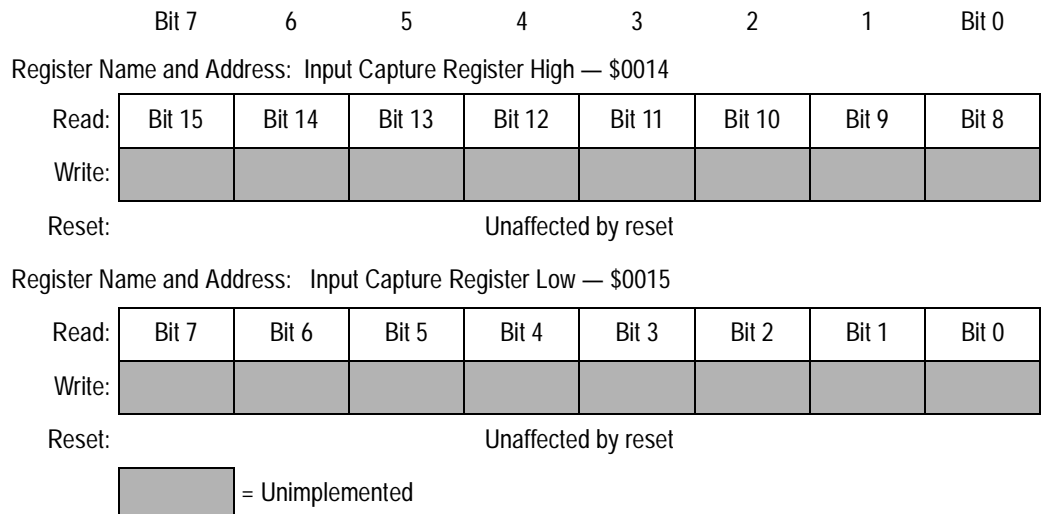 Bit 7 6 5 4 3 2 1 Bit 0
Register Name and Address: Input Capture Register High — $0014
Read: Bit 15 Bit 14 Bit 13 Bit 12 Bit 11 Bit 10 Bit 9 Bit 8
Write:
Reset: Unaffected by reset
Register Name and Address: Input Capture Register Low — $0015
Read: Bit 7 Bit 6 Bit 5 Bit 4 Bit 3 Bit 2 Bit 1 Bit 0
Write:
Reset: Unaffected by reset
= Unimplemented